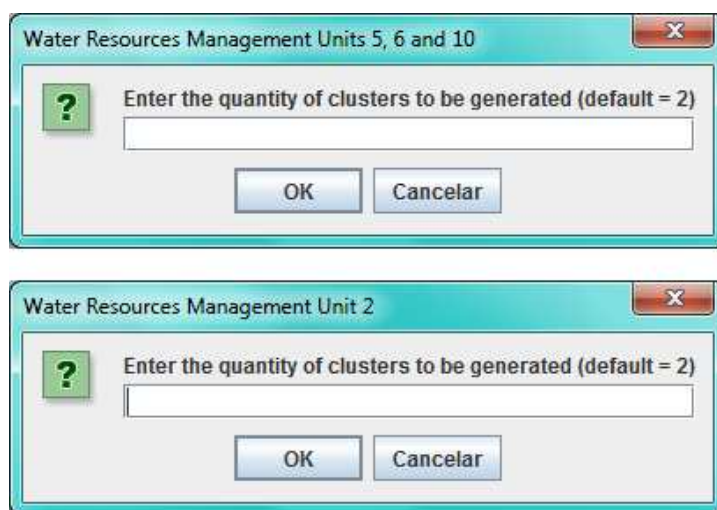 Water Resources Management Units 5, 6 and 10
?
Enter the quantity of clusters to be generated (default = 2)
OK Cancelar
Water Resources Management Unit 2
?
Enter the quantity of clusters to be generated (default = 2)
OK Cancelar